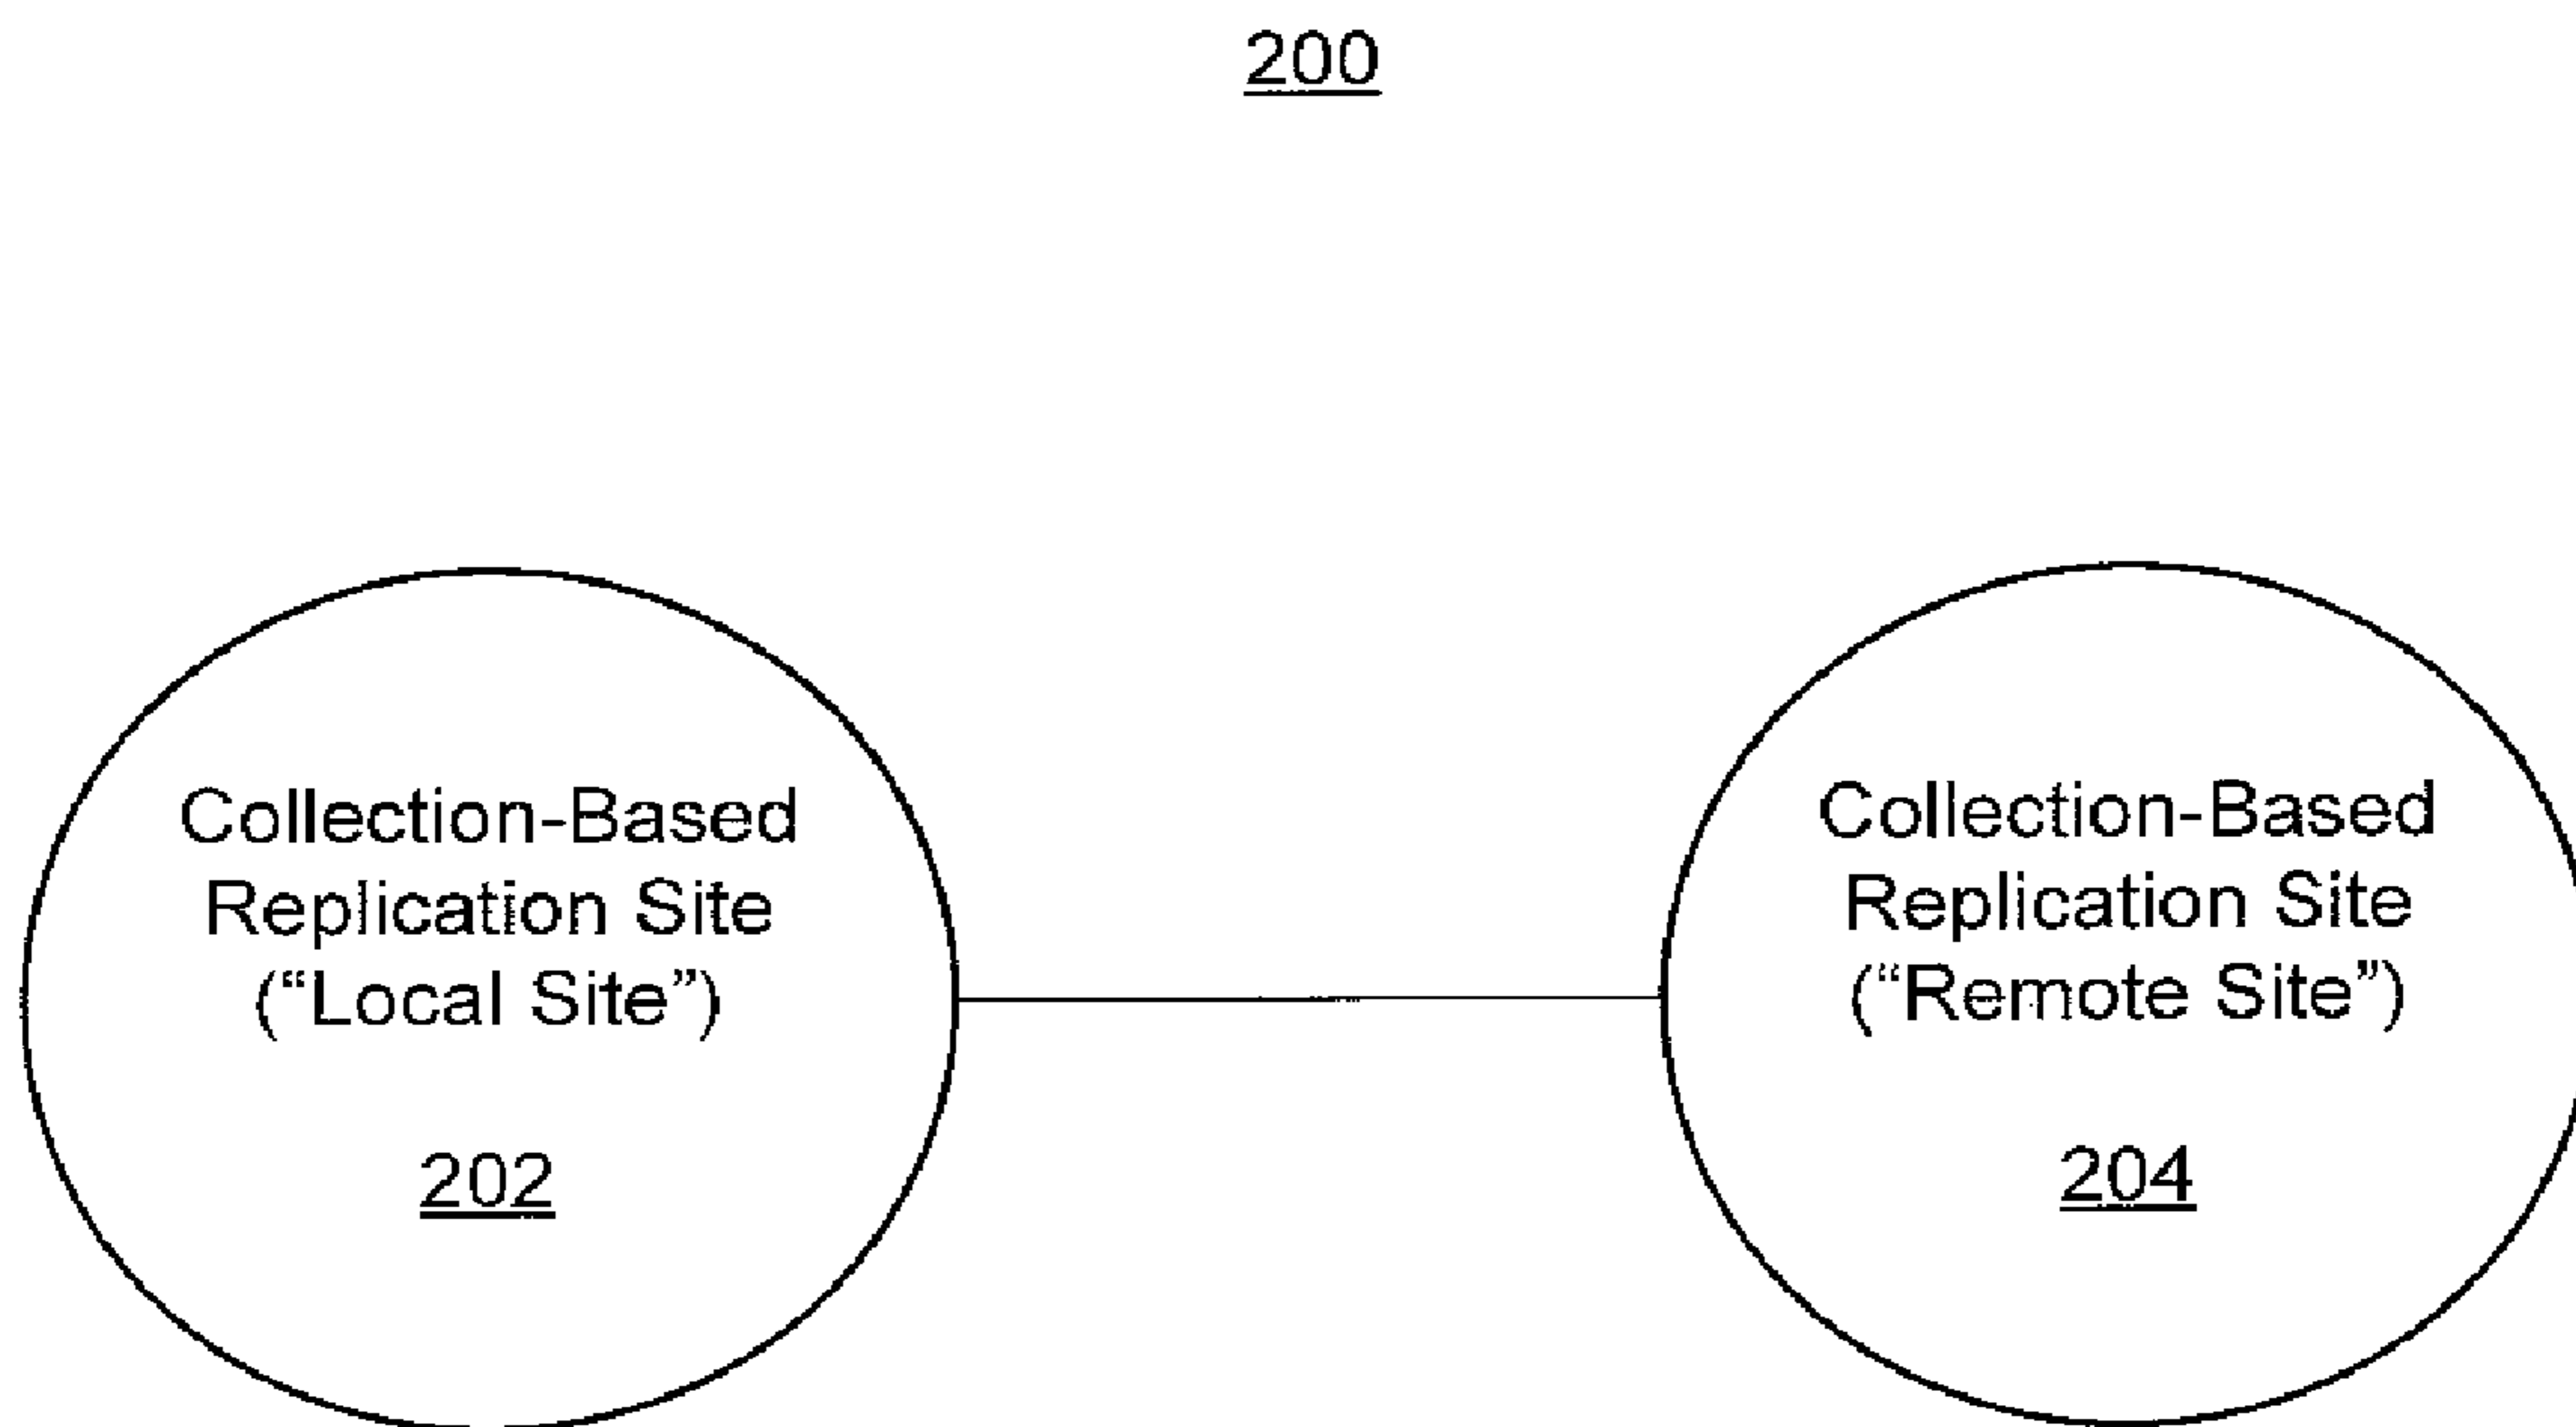 200
Collection-Based
Replication Site
(“Local Site”)
202
Collection-Based
Replication Site
(“Remote Site”)
204